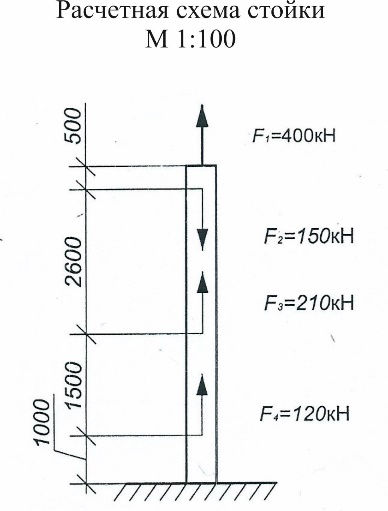 Расчетная схема стойки
М 1:100
500
F₁=400кН
F₂=150кН
2600
F₃=210кН
1500
F₄=120кН
1000